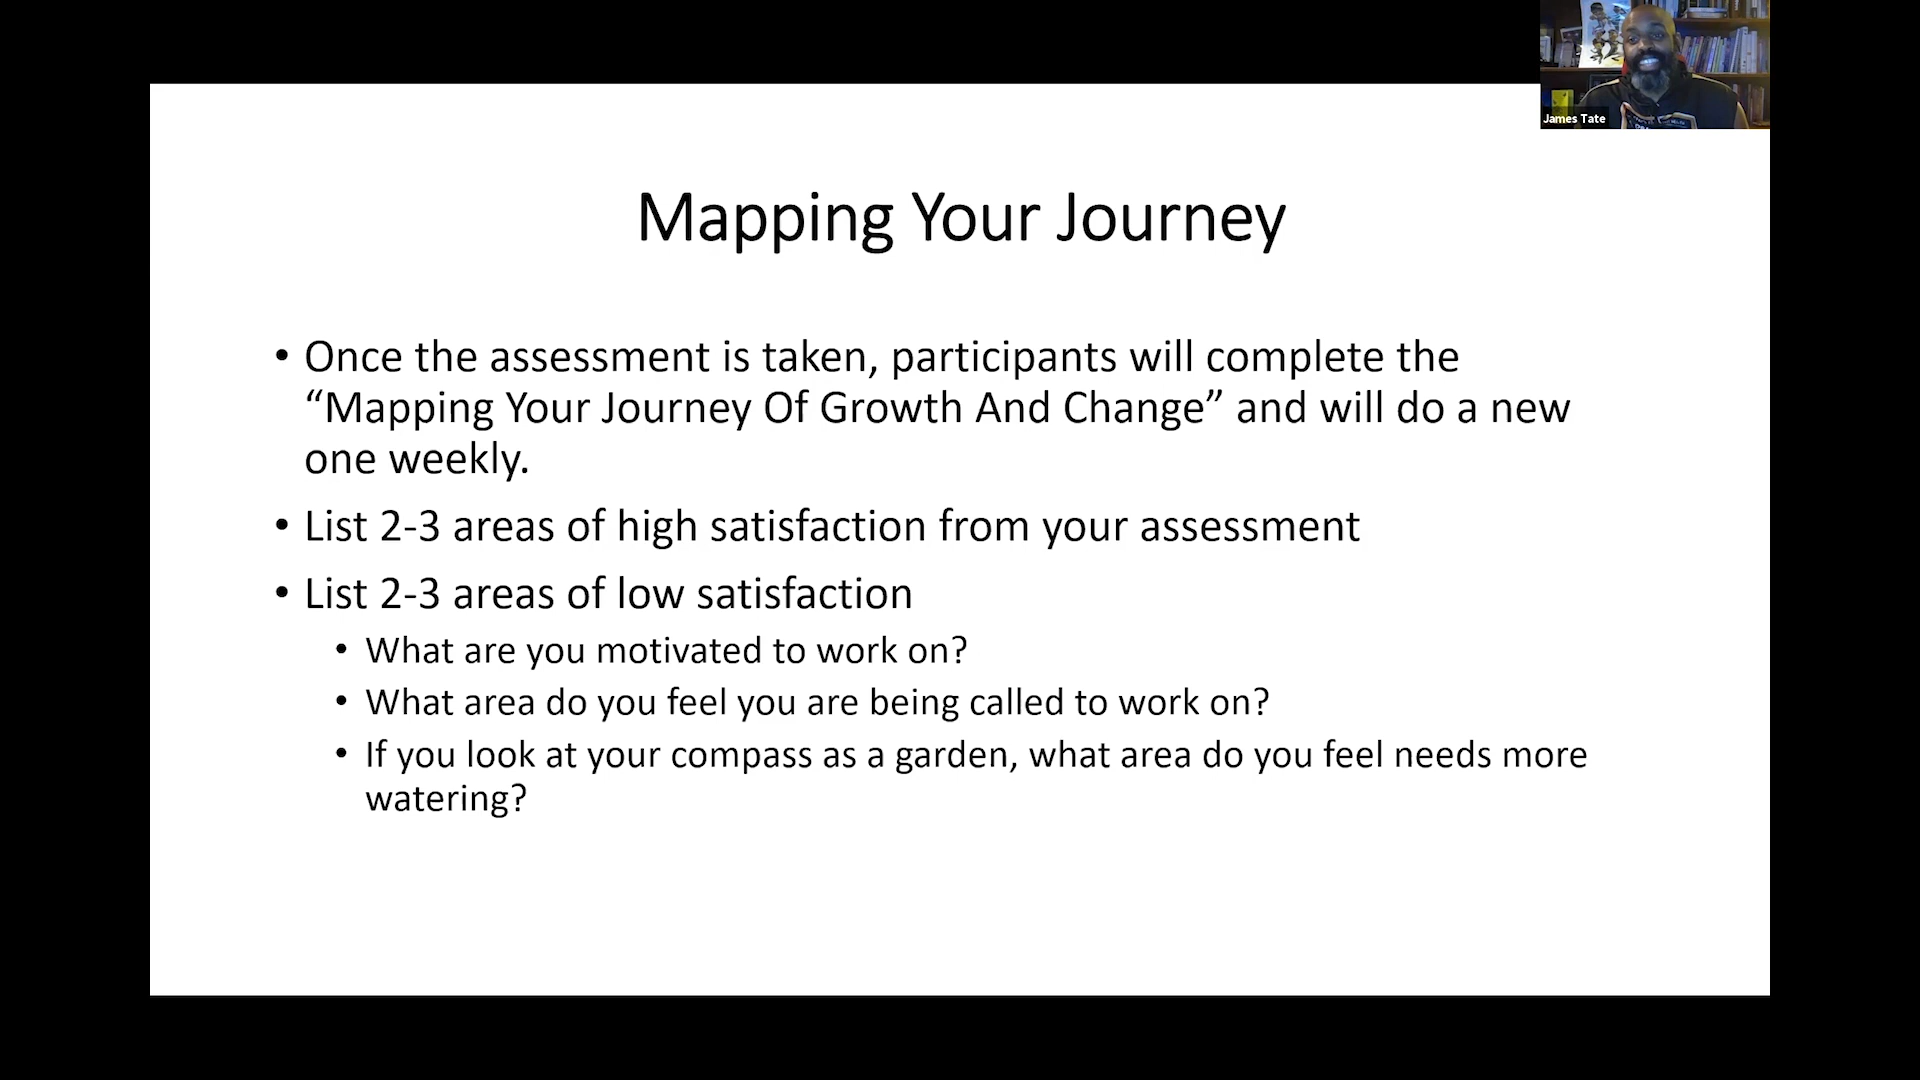 James Tate
Mapping Your Journey
• Once the assessment is taken, participants will complete the
“Mapping Your Journey Of Growth And Change” and will do a new
one weekly.
• List 2-3 areas of high satisfaction from your assessment
• List 2-3 areas of low satisfaction
• What are you motivated to work on?
• What area do you feel you are being called to work on?
• If you look at your compass as a garden, what area do you feel needs more
watering?